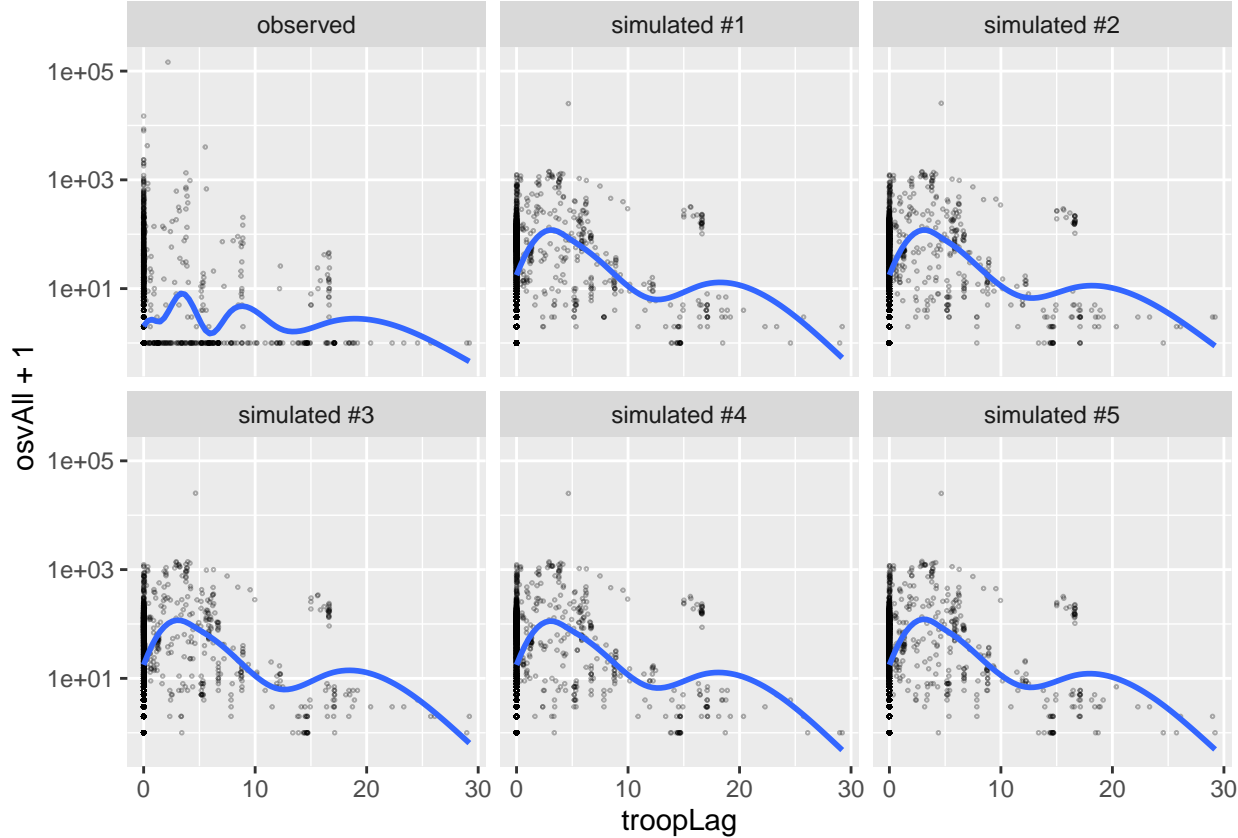 observed simulated #1 simulated #2
1e+05
1e+03
1e+01
simulated #3 simulated #4 simulated #5
1e+05
1e+03
1e+01
osvAll + 1
0 10 20 30 0 10 20 30 0 10 20 30
troopLag